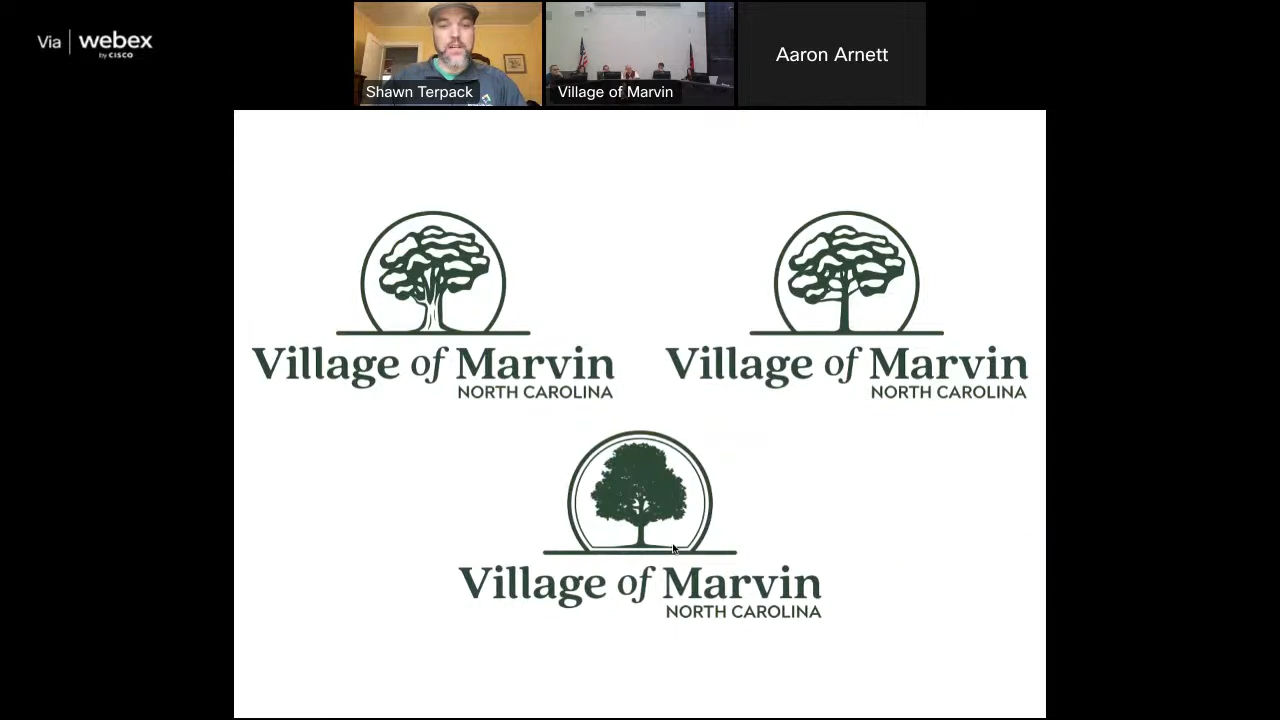 Via webex
by CISCO
Shawn Terpack
Village of Marvin
Aaron Arnett
Village of Marvin
NORTH CAROLINA
Village of Marvin
NORTH CAROLINA
Village of Marvin
NORTH CAROLINA